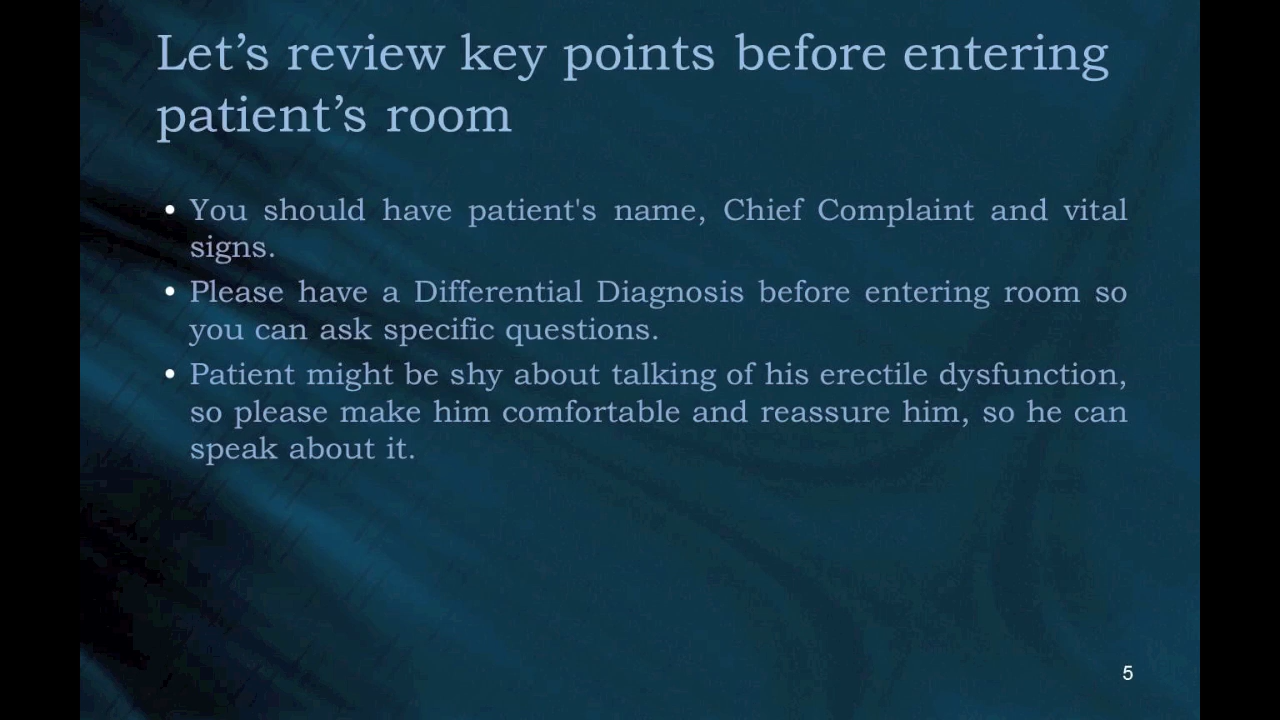 Let’s review key points before entering
patient’s room
• You should have patient's name, Chief Complaint and vital
signs.
• Please have a Differential Diagnosis before entering room so
you can ask specific questions.
• Patient might be shy about talking of his erectile dysfunction,
so please make him comfortable and reassure him, so he can
speak about it.
5